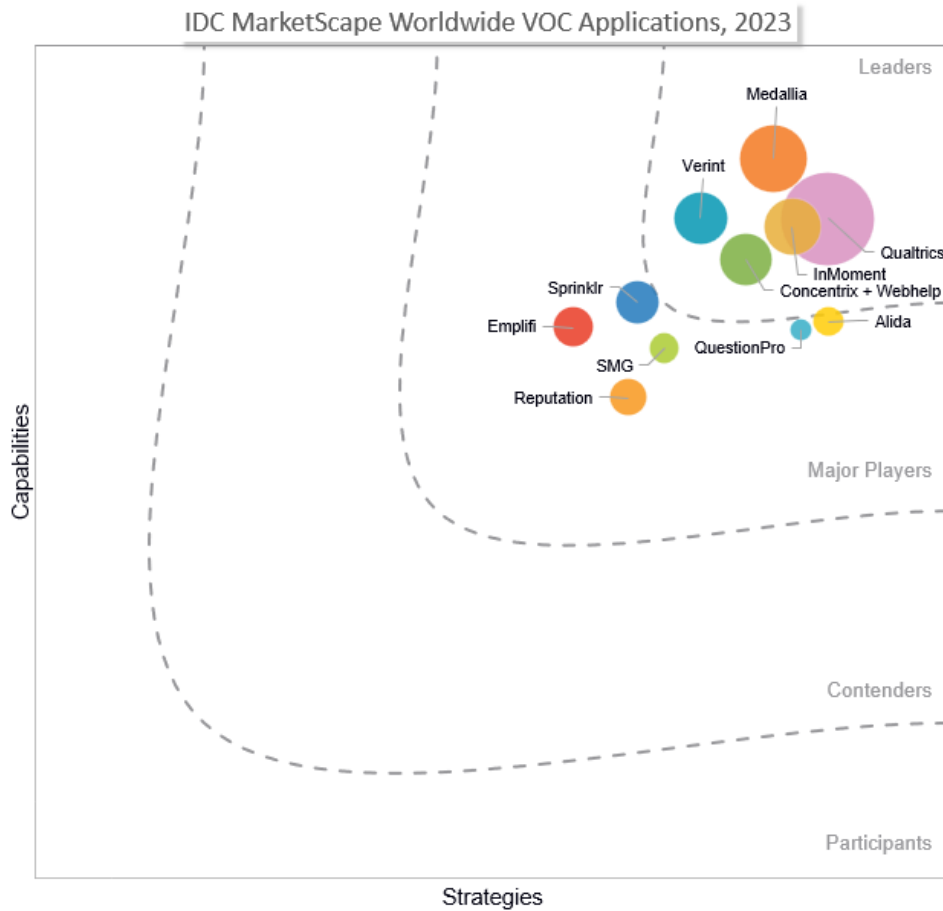 IDC MarketScape Worldwide VOC Applications, 2023
Leaders
Medallia
Verint
Qualtrics
InMoment
Concentrix + Webhelp
Sprinklr
Alida
Emplifi
QuestionPro
SMG
Reputation
Major Players
Capabilities
Contenders
Participants
Strategies